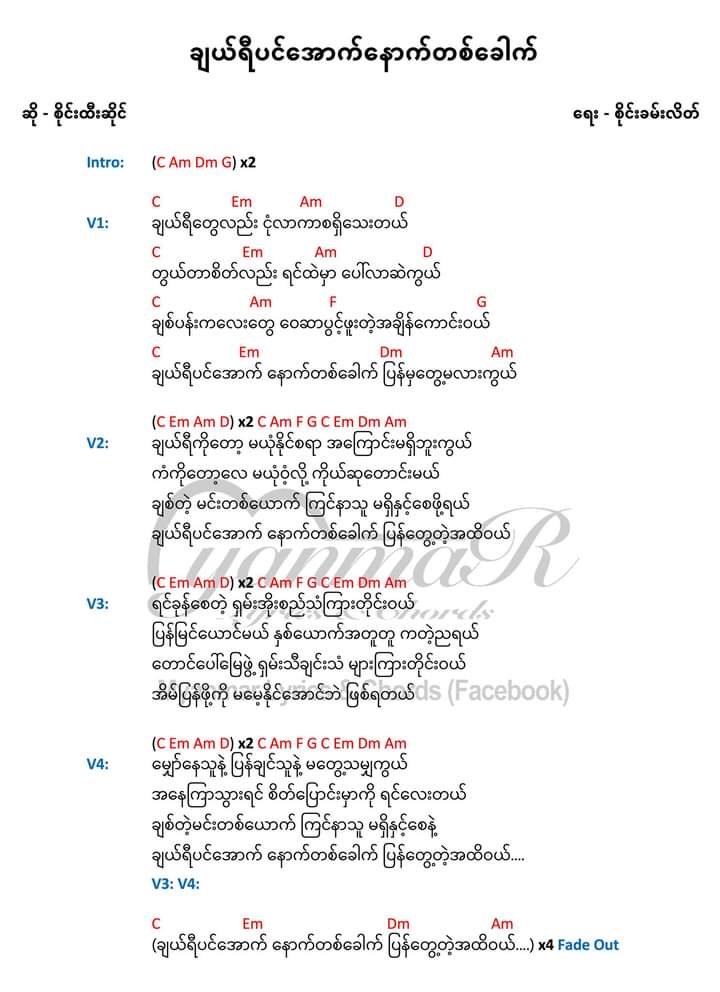 ချယ်ရီပင်အောက်နောက်တစ်ခေါက်
ဆို - စိုင်းထီးဆိုင် ရေး - စိုင်းခမ်းလိတ်
Intro: (C Am Dm G) x2
C Em Am D
V1: ချယ်ရီတွေလည်း ငုံလာကာစရှိသေးတယ်
C Em Am D
တွယ်တာစိတ်လည်း ရင်ထဲမှာ ပေါ်လာဆဲကွယ်
C Am F G
ချစ်ပန်းကလေးတွေ ဝေဆာပွင့်ဖူးတဲ့အချိန်ကောင်းဝယ်
C Em Dm Am
ချယ်ရီပင်အောက် နောက်တစ်ခေါက် ပြန်မှတွေ့မလားကွယ်
(C Em Am D) x2 C Am F G C Em Dm Am
V2: ချယ်ရီကိုတော့ မယုံနိုင်စရာ အကြောင်းမရှိဘူးကွယ်
ကံကိုတော့လေ မယုံဝံ့လို့ ကိုယ်ဆုတောင်းမယ်
ချစ်တဲ့ မင်းတစ်ယောက် ကြင်နာသူ မရှိနှင့်စေဖို့ရယ်
ချယ်ရီပင်အောက် နောက်တစ်ခေါက် ပြန်တွေ့တဲ့အထိဝယ်
(C Em Am D) x2 C Am F G C Em Dm Am
V3: ရင်ခုန်စေတဲ့ ရှမ်းအိုးစည်သံကြားတိုင်းဝယ်
ပြန်မြင်ယောင်မယ် နှစ်ယောက်အတူတူ ကတဲ့ညရယ်
တောင်ပေါ်မြေဖွဲ့ ရှမ်းသီချင်းသံ များကြားတိုင်းဝယ်
အိမ်ပြန်ဖို့ကို မမေ့နိုင်အောင်ဘဲ ဖြစ်ရတယ်
(C Em Am D) x2 C Am F G C Em Dm Am
V4: မျှော်နေသူနဲ့ ပြန်ချင်သူနဲ့ မတွေ့သမျှကွယ်
အနေကြာသွားရင် စိတ်ပြောင်းမှာကို ရင်လေးတယ်
ချစ်တဲ့မင်းတစ်ယောက် ကြင်နာသူ မရှိနှင့်စေနဲ့
ချယ်ရီပင်အောက် နောက်တစ်ခေါက် ပြန်တွေ့တဲ့အထိဝယ်....
V3: V4:
C Em Dm Am
(ချယ်ရီပင်အောက် နောက်တစ်ခေါက် ပြန်တွေ့တဲ့အထိဝယ်....) x4 Fade Out
MyanmaR
Lyrics & Chords
Myanmar Lyrics & Chords (Facebook)